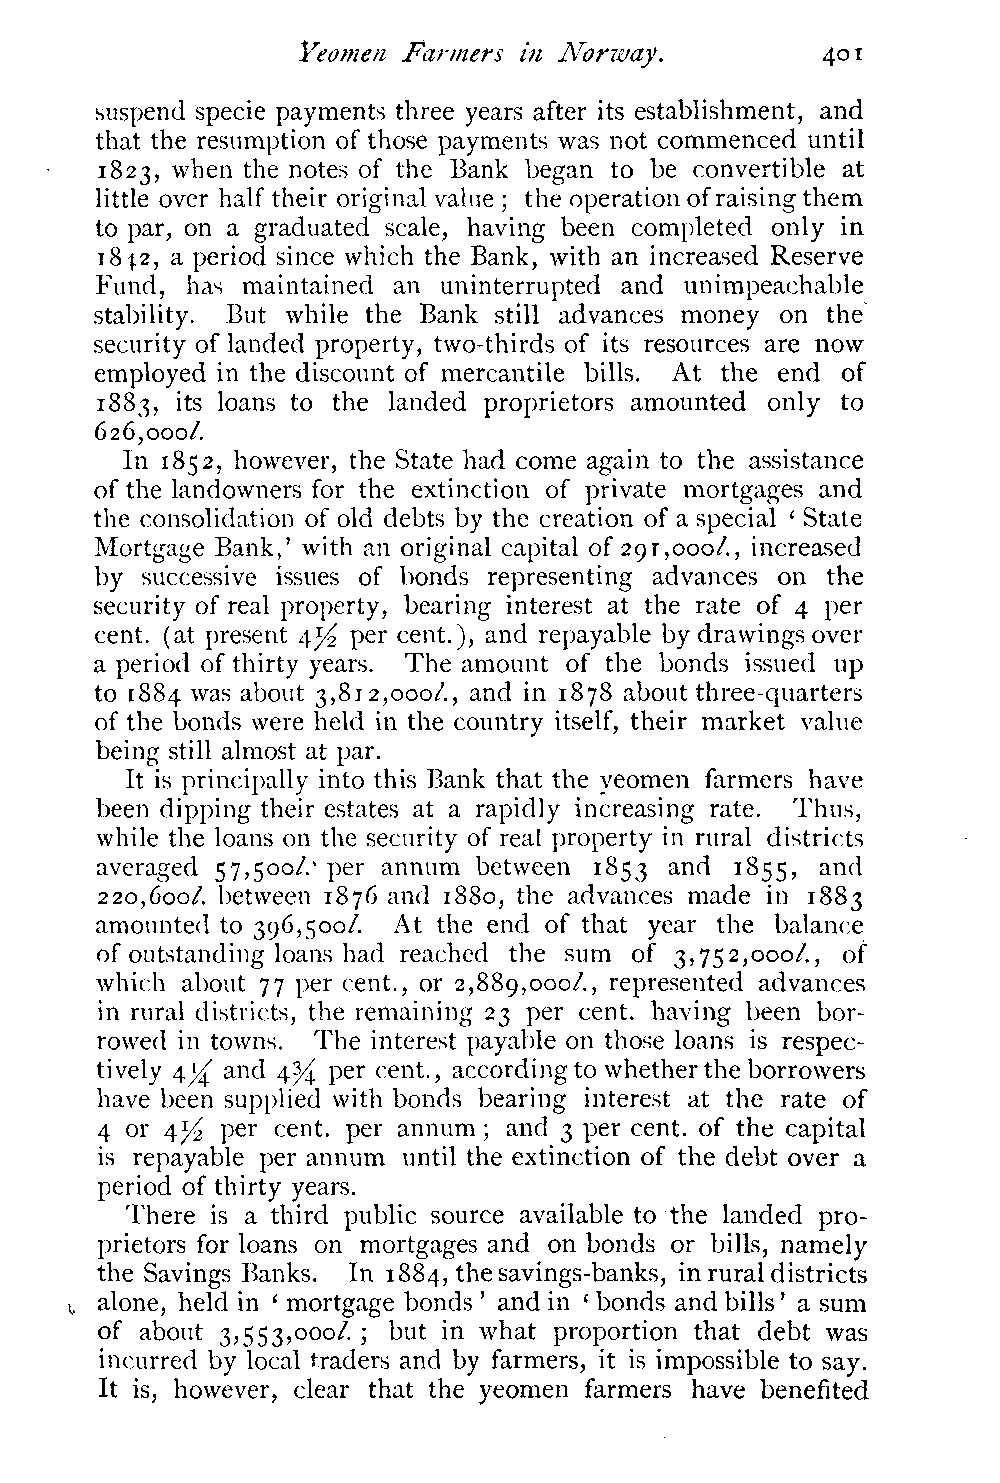 Yeomen Farmers in Norway. 401
suspend specie payments three years after its establishment, and
that the resumption of those payments was not commenced until
1823, when the notes of the Bank began to be convertible at
little over half their original value ; the operation of raising them
to par, on a graduated scale, having been completed only in
1842, a period since which the Bank, with an increased Reserve
Fund, has maintained an uninterrupted and unimpeachable
stability. But while the Bank still advances money on the
security of landed property, two-thirds of its resources are now
employed in the discount of mercantile bills. At the end of
1883, its loans to the landed proprietors amounted only to
626,000l.
In 1852, however, the State had come again to the assistance
of the landowners for the extinction of private mortgages and
the consolidation of old debts by the creation of a special ‘ State
Mortgage Bank,’ with an original capital of 291,000l., increased
by successive issues of bonds representing advances on the
security of real property, bearing interest at the rate of 4 per
cent. (at present 4½ per cent.), and repayable by drawings over
a period of thirty years. The amount of the bonds issued up
to 1884 was about 3,812,000l., and in 1878 about three-quarters
of the bonds were held in the country itself, their market value
being still almost at par.
It is principally into this Bank that the yeomen farmers have
been dipping their estates at a rapidly increasing rate. Thus,
while the loans on the security of real property in rural districts
averaged 57,500l. per annum between 1853 and 1855, and
220,600l. between 1876 and 1880, the advances made in 1883
amounted to 396,500l. At the end of that year the balance
of outstanding loans had reached the sum of 3,752,000l., of
which about 77 per cent., or 2,889,000l., represented advances
in rural districts, the remaining 23 per cent. having been bor-
rowed in towns. The interest payable on those loans is respec-
tively 4¼ and 4¾ per cent., according to whether the borrowers
have been supplied with bonds bearing interest at the rate of
4 or 4½ per cent. per annum ; and 3 per cent. of the capital
is repayable per annum until the extinction of the debt over a
period of thirty years.
There is a third public source available to the landed pro-
prietors for loans on mortgages and on bonds or bills, namely
the Savings Banks. In 1884, the savings-banks, in rural districts
alone, held in ‘ mortgage bonds ’ and in ‘ bonds and bills ’ a sum
of about 3,553,000l. ; but in what proportion that debt was
incurred by local traders and by farmers, it is impossible to say.
It is, however, clear that the yeomen farmers have benefited